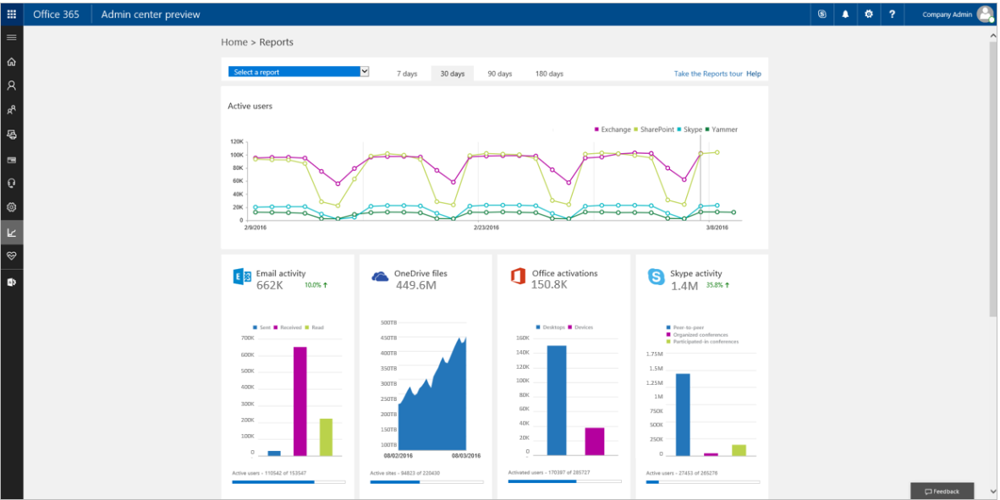 Office 365 Admin center preview Company Admin
Home > Reports
Select a report 7 days 30 days 90 days 180 days Take the Reports tour Help
Active users
Exchange SharePoint Skype Yammer
120K
100K
80K
60K
40K
20K
0
2/9/2016 2/23/2016 3/8/2016
Email activity
662K 10.0%
Sent Received Read
700K
600K
500K
400K
300K
200K
100K
0
Active users - 110542 of 153547
OneDrive files
449.6M
500TB
450TB
400TB
350TB
300TB
250TB
200TB
150TB
100TB
08/02/2016 08/03/2016
Active sites - 94823 of 220430
Office activations
150.8K
Desktops Devices
160K
140K
120K
100K
80K
60K
40K
20K
0
Activated users - 170397 of 285727
Skype activity
1.4M 35.8%
Peer-to-peer
Organized conferences
Participated-in conferences
1.75M
1.5M
1.25M
1M
750K
500K
250K
0
Active users - 27453 of 265279
Feedback